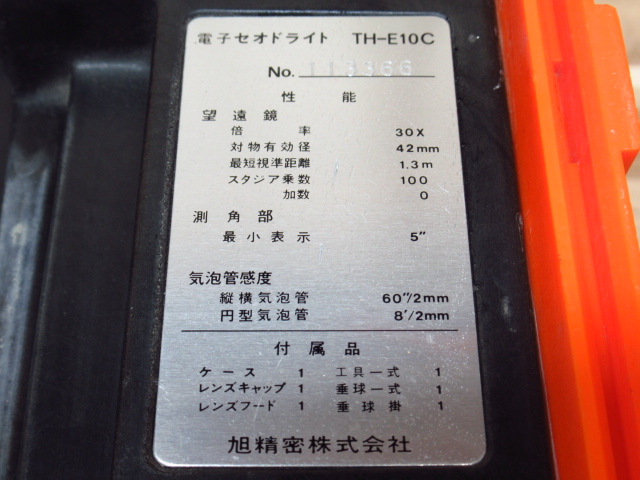 電子セオドライト TH-E10C
No. 113366
性能
望遠鏡
倍率 30X
対物有効径 42mm
最短視準距離 1.3m
スタジア乗数 100
加数 0
測角部
最小表示 5"
気泡管感度
縦横気泡管 60"/2mm
円型気泡管 8'/2mm
付属品
ケース 1 工具一式 1
レンズキャップ 1 垂球一式 1
レンズフード 1 垂球掛 1
旭精密株式会社